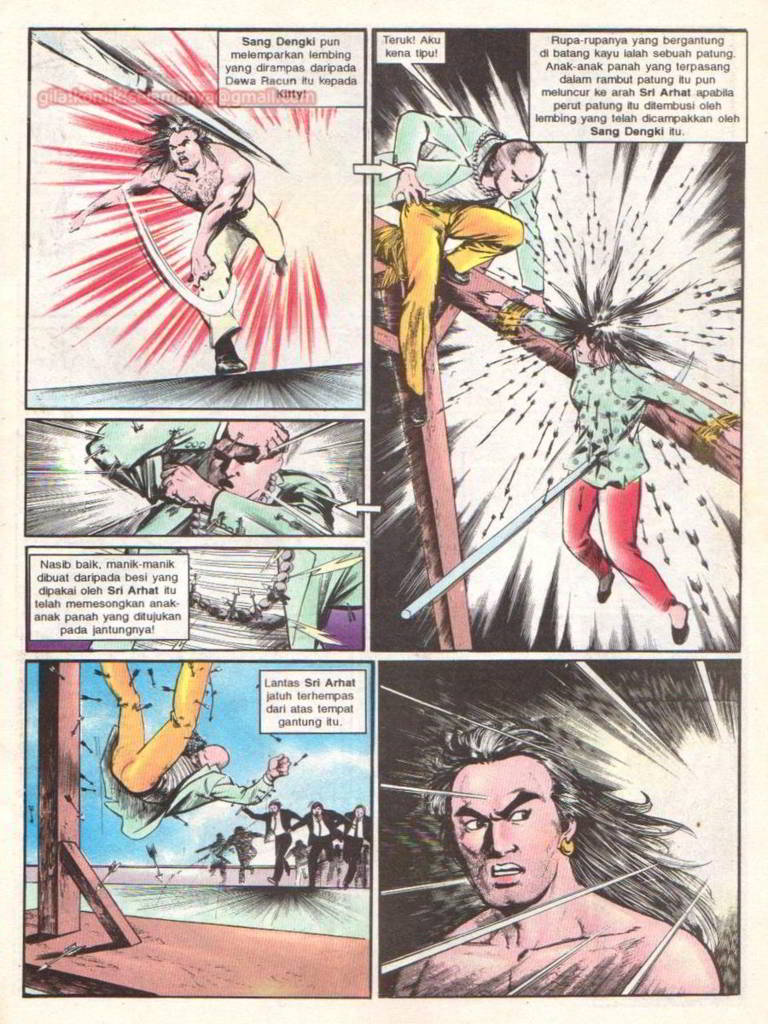 Sang Dengki pun
melemparkan lembing
yang dirampas daripada
Dewa Racun itu kepada
Kitty!
Teruk! Aku
kena tipu!
Rupa-rupanya yang bergantung
di batang kayu ialah sebuah patung.
Anak-anak panah yang terpasang
dalam rambut patung itu pun
meluncur ke arah Sri Arhat apabila
perut patung itu ditembusi oleh
lembing yang telah dicampakkan oleh
Sang Dengki itu.
Nasib baik, manik-manik
dibuat daripada besi yang
dipakai oleh Sri Arhat itu
telah memesongkan anak-
anak panah yang ditujukan
pada jantungnya!
Lantas Sri Arhat
jatuh terhempas
dari atas tempat
gantung itu.